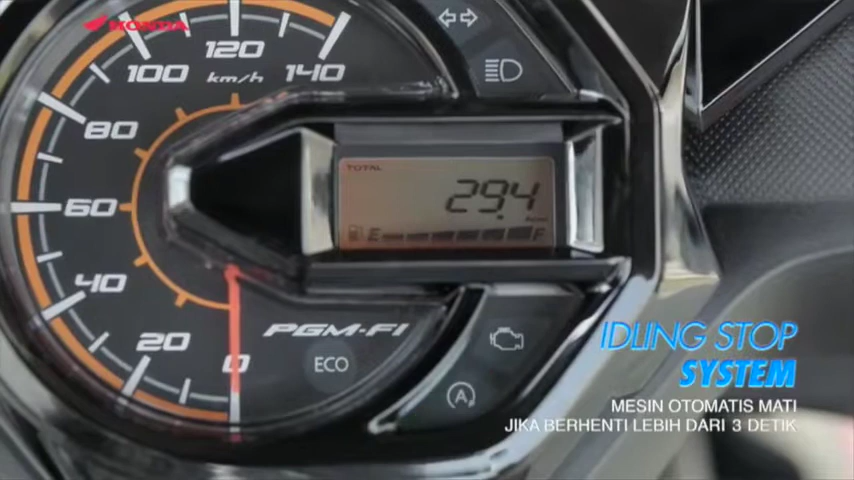 HONDA
120
100
140
km/h
80
60
40
20
0
TOTAL
29.4
E F
PGM-FI
ECO
A
IDLING STOP
SYSTEM
MESIN OTOMATIS MATI
JIKA BERHENTI LEBIH DARI 3 DETIK